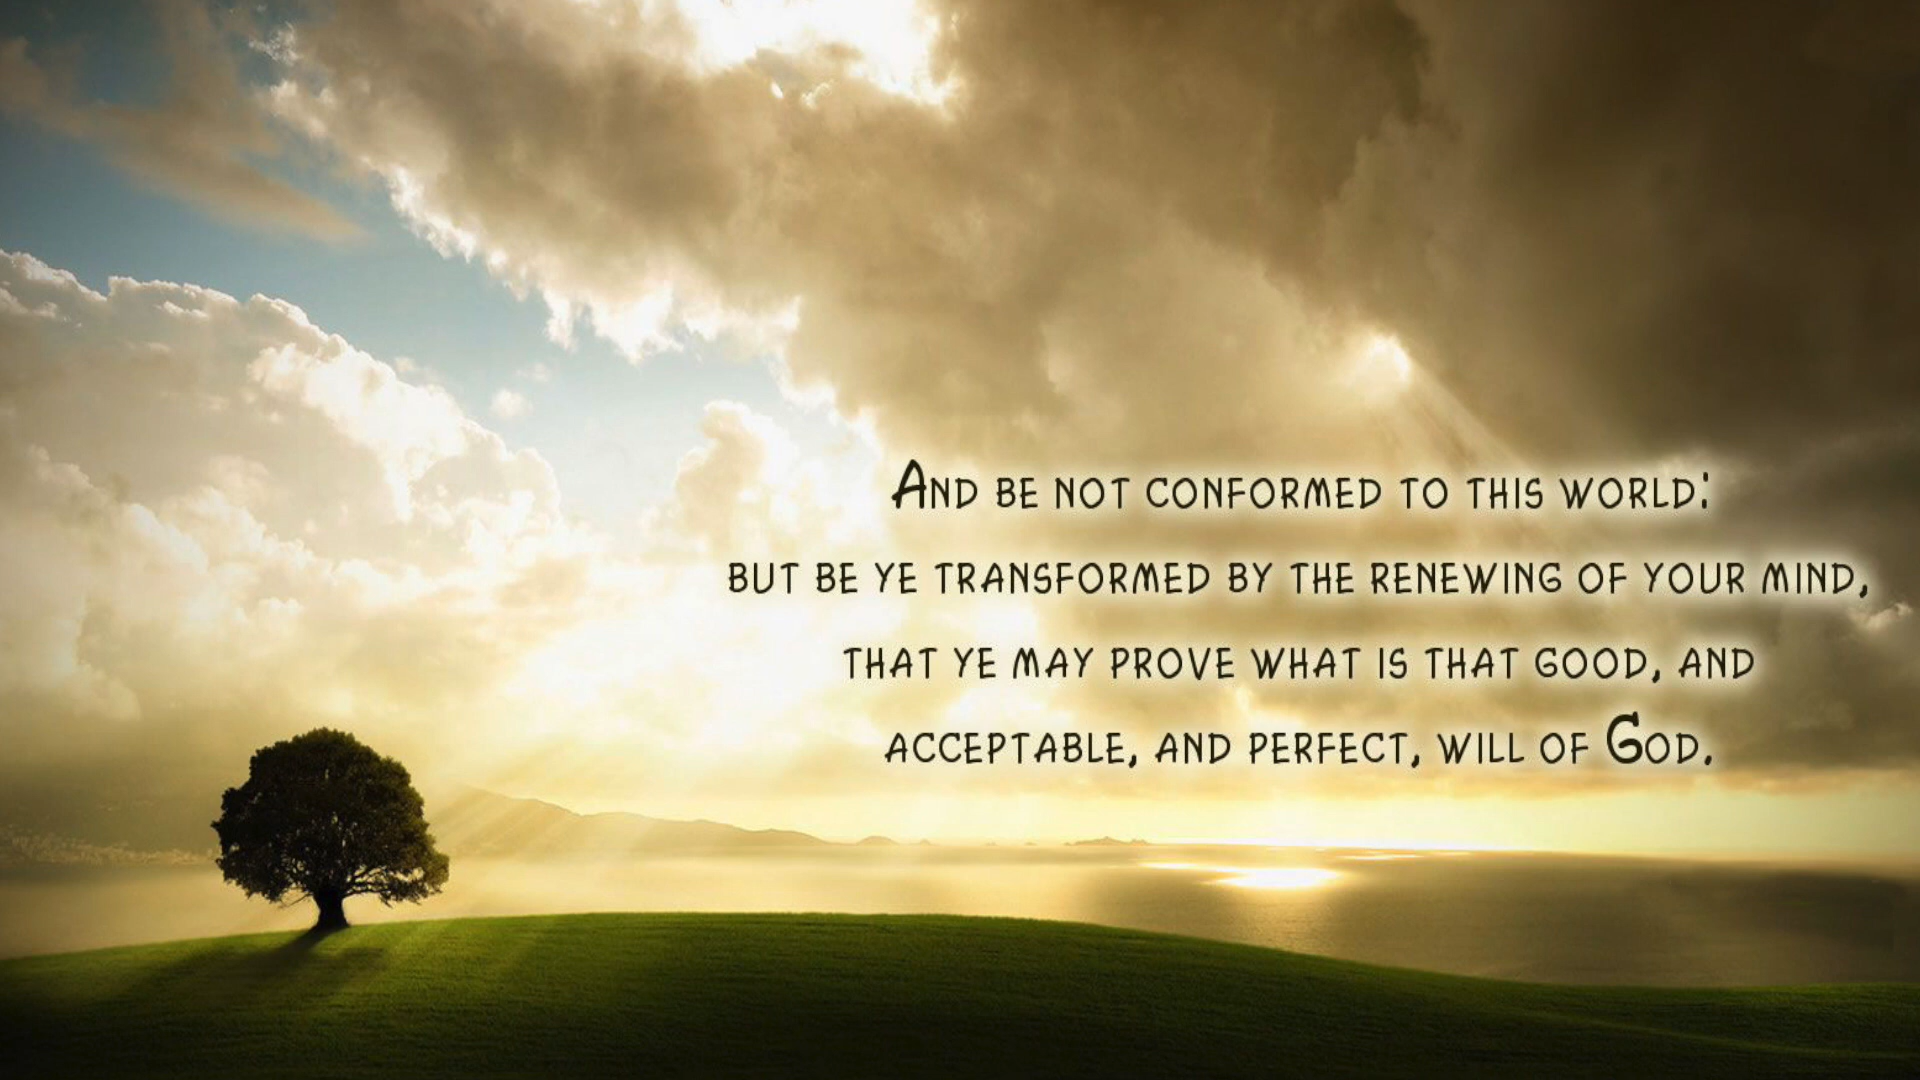 And be not conformed to this world:
but be ye transformed by the renewing of your mind,
that ye may prove what is that good, and
acceptable, and perfect, will of God.